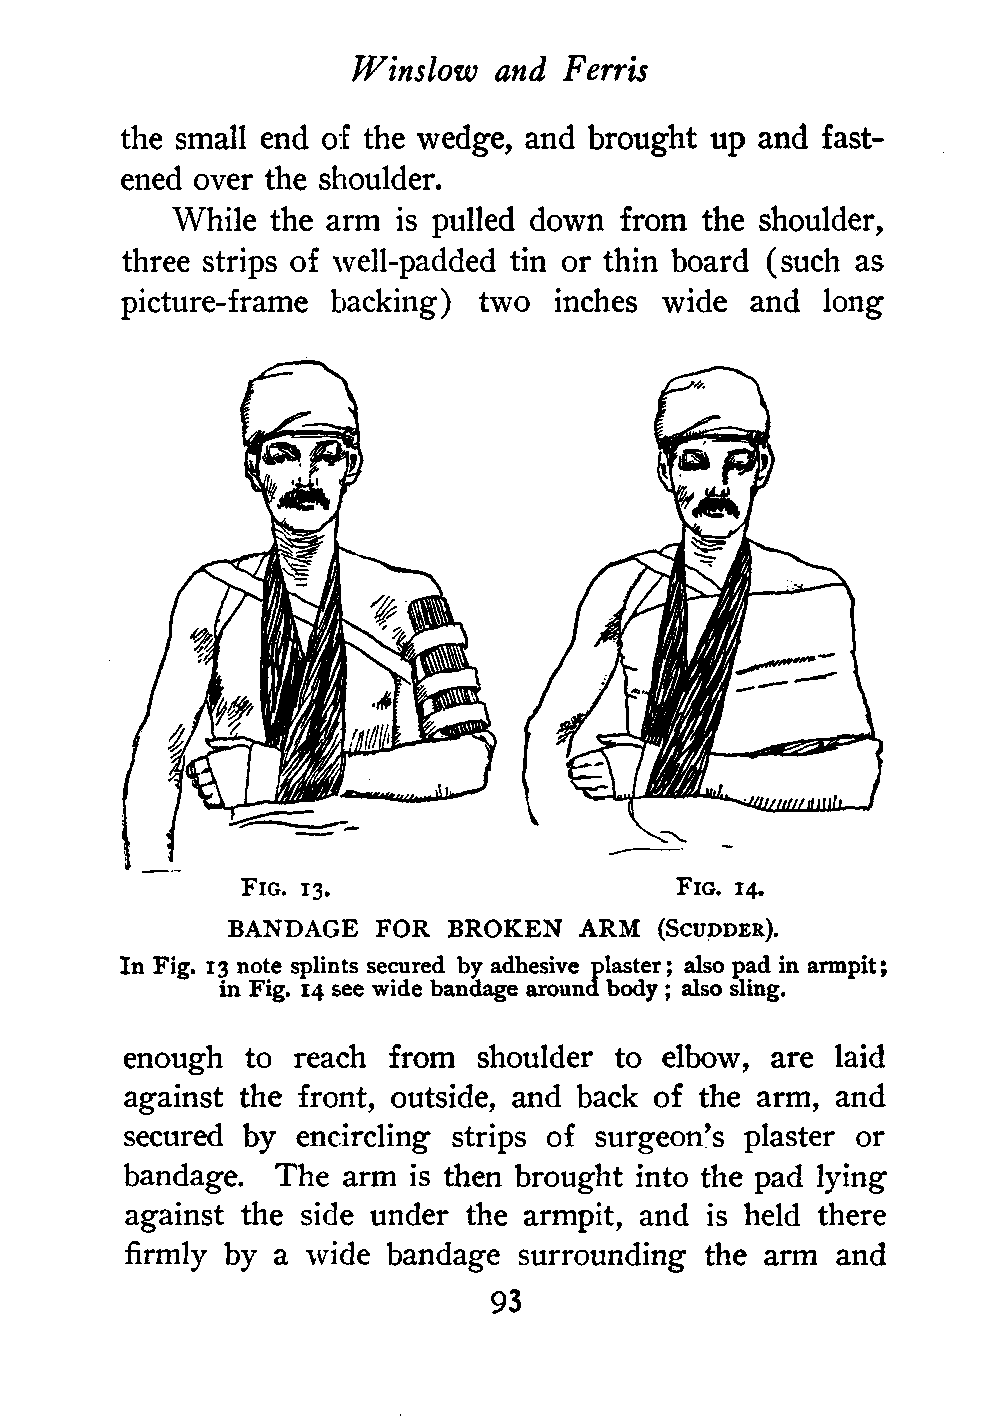 Winslow and Ferris
the small end of the wedge, and brought up and fast-
ened over the shoulder.
While the arm is pulled down from the shoulder,
three strips of well-padded tin or thin board (such as
picture-frame backing) two inches wide and long
FIG. 13.
FIG. 14.
BANDAGE FOR BROKEN ARM (SCUDDER).
In Fig. 13 note splints secured by adhesive plaster; also pad in armpit;
in Fig. 14 see wide bandage around body; also sling.
enough to reach from shoulder to elbow, are laid
against the front, outside, and back of the arm, and
secured by encircling strips of surgeon's plaster or
bandage. The arm is then brought into the pad lying
against the side under the armpit, and is held there
firmly by a wide bandage surrounding the arm and
93